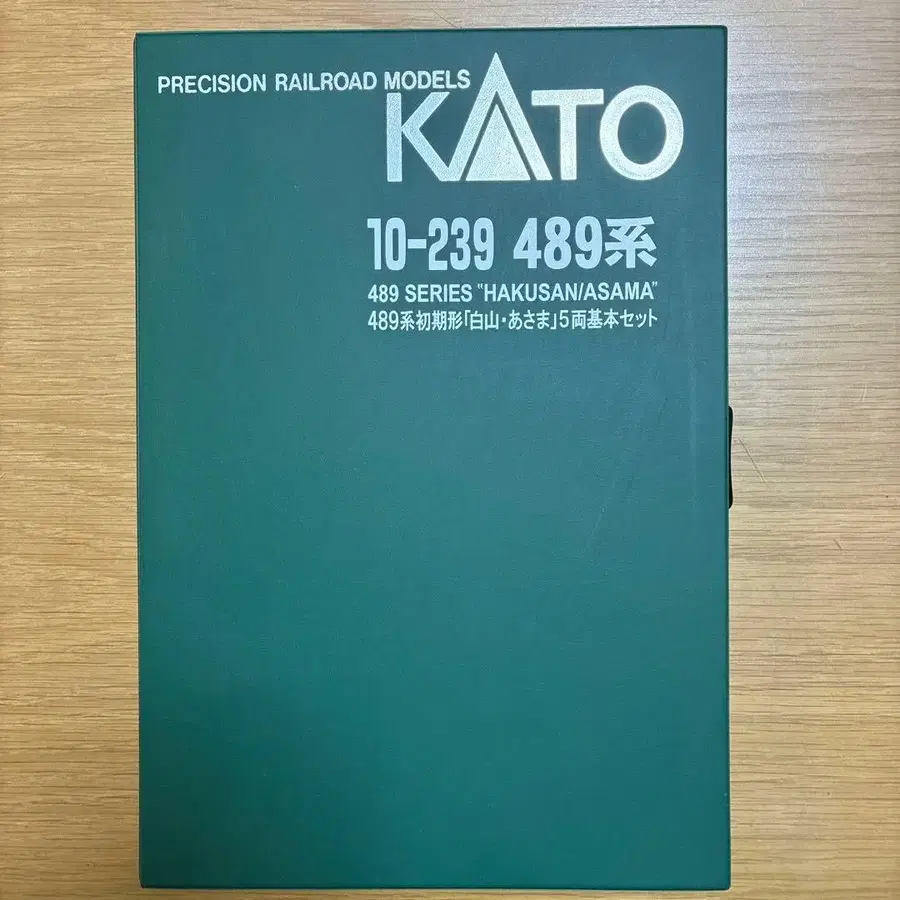 PRECISION RAILROAD MODELS
KATO
10-239 489系
489 SERIES "HAKUSAN/ASAMA"
489系初期形「白山・あさま」5両基本セット